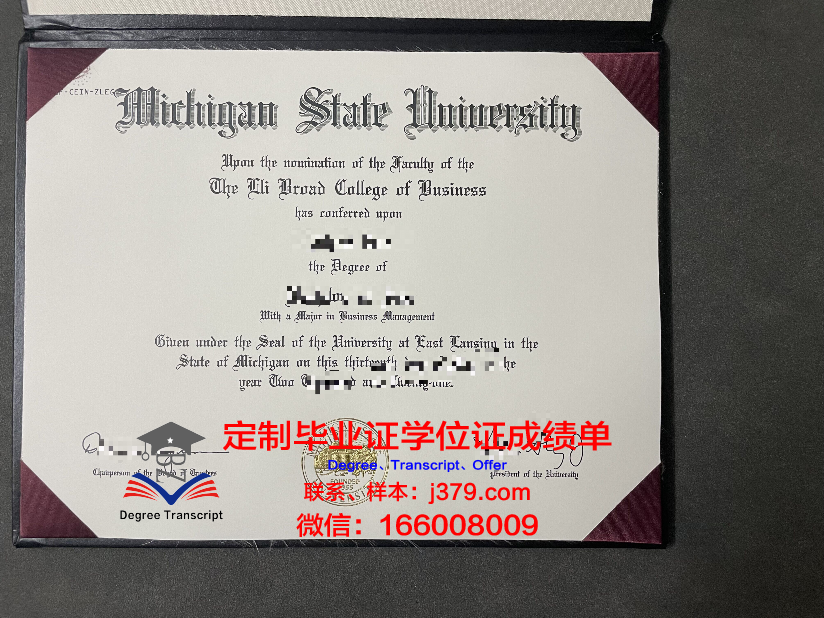 Michigan State University
Upon the nomination of the Faculty of the
The Eli Broad College of Business
has conferred upon
the Degree of
With a Major in Business Management
Given under the Seal of the University at East Lansing in the
State of Michigan on this thirteenth
year Two
定制毕业证学位证成绩单
Degree、Transcript、Offer
Chairperson of the Board of Trustees
President of the University
联系、样本：j379.com
Degree Transcript
微信：166008009